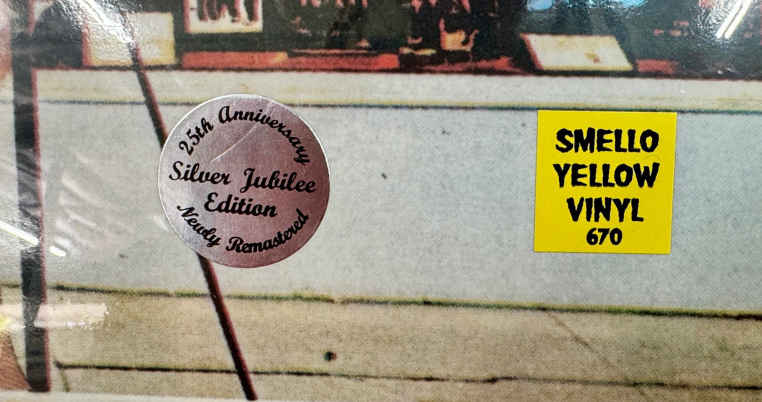 25th Anniversary
Silver Jubilee
Edition
Newly Remastered
SMELLO
YELLOW
VINYL
670